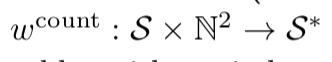 w^count : 𝒮 × ℕ² → 𝒮*